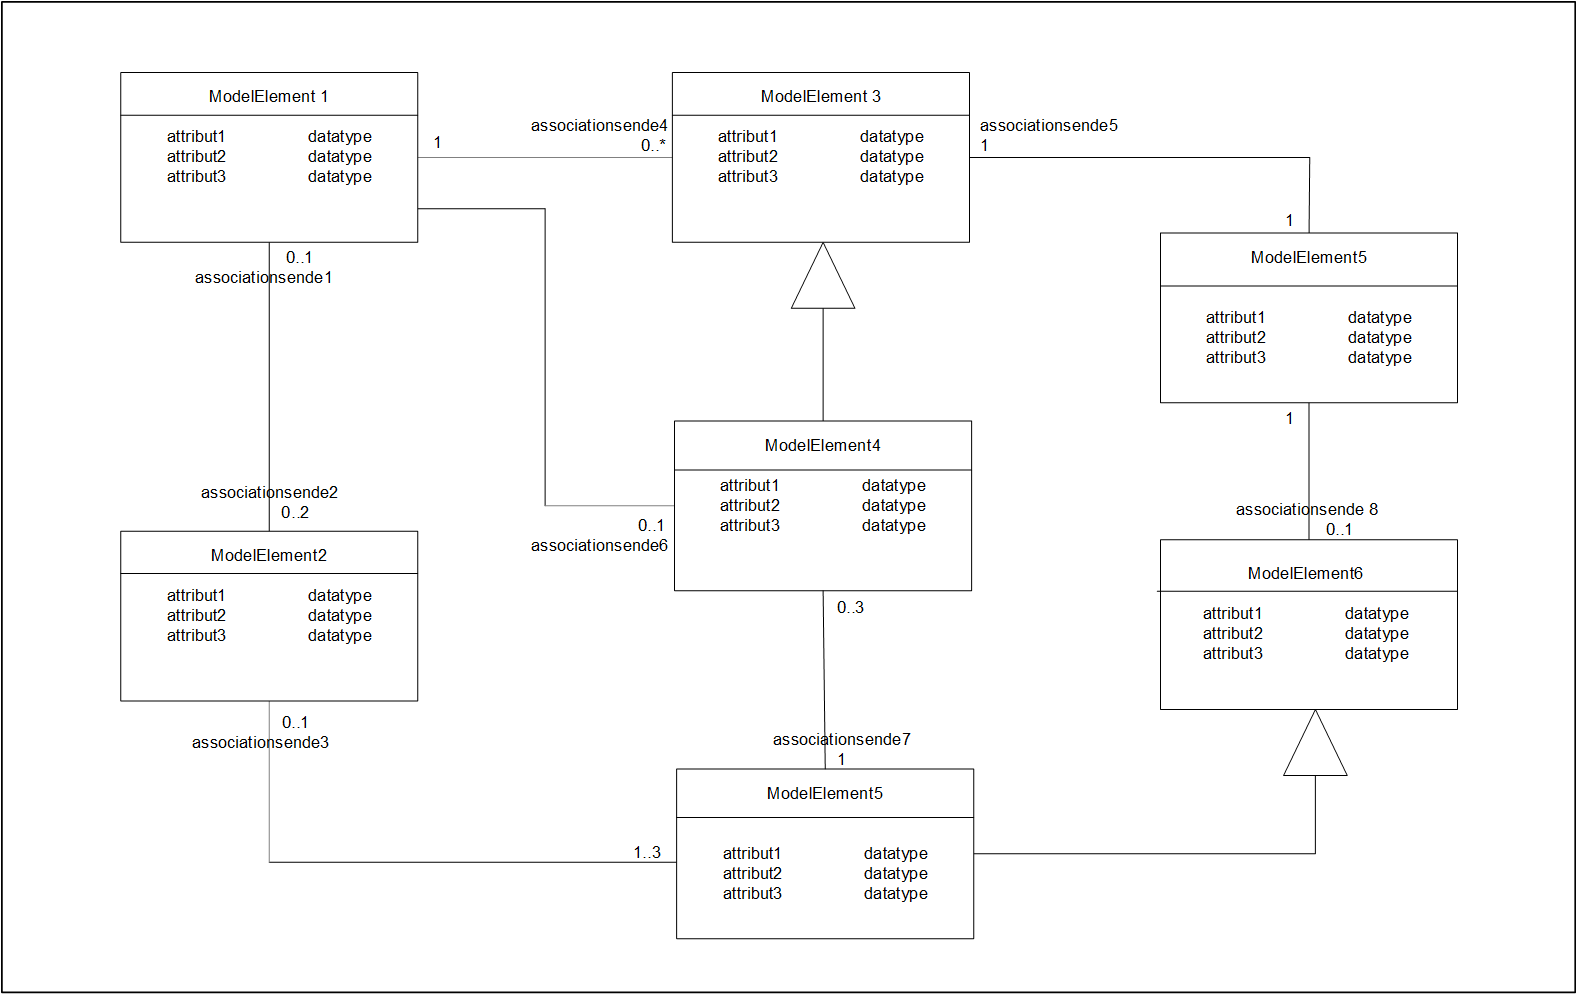 ModelElement 1
attribut1 datatype
attribut2 datatype
attribut3 datatype
1
associationsende4
0..*
ModelElement 3
attribut1 datatype
attribut2 datatype
attribut3 datatype
associationsende5
1
1
ModelElement5
attribut1 datatype
attribut2 datatype
attribut3 datatype
0..1
associationsende1
associationsende2
0..2
ModelElement4
attribut1 datatype
attribut2 datatype
attribut3 datatype
0..1
associationsende6
1
associationsende 8
0..1
ModelElement2
attribut1 datatype
attribut2 datatype
attribut3 datatype
0..3
ModelElement6
attribut1 datatype
attribut2 datatype
attribut3 datatype
0..1
associationsende3
associationsende7
1
1..3
ModelElement5
attribut1 datatype
attribut2 datatype
attribut3 datatype